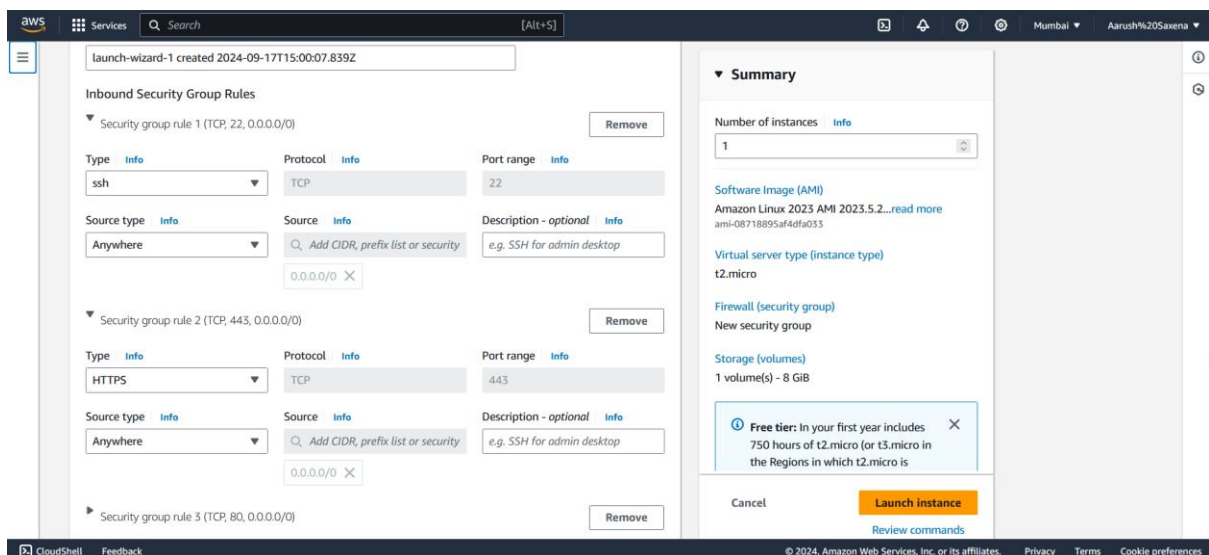 aws
Services
Search
[Alt+S]
Mumbai
Aarush%20Saxena
launch-wizard-1 created 2024-09-17T15:00:07.839Z
Inbound Security Group Rules
Security group rule 1 (TCP, 22, 0.0.0.0/0)
Remove
Type Info
Protocol Info
Port range Info
ssh
TCP
22
Source type Info
Source Info
Description - optional Info
Anywhere
Add CIDR, prefix list or security
e.g. SSH for admin desktop
0.0.0.0/0
Security group rule 2 (TCP, 443, 0.0.0.0/0)
Remove
Type Info
Protocol Info
Port range Info
HTTPS
TCP
443
Source type Info
Source Info
Description - optional Info
Anywhere
Add CIDR, prefix list or security
e.g. SSH for admin desktop
0.0.0.0/0
Security group rule 3 (TCP, 80, 0.0.0.0/0)
Remove
Summary
Number of instances Info
1
Software Image (AMI)
Amazon Linux 2023 AMI 2023.5.2...read more
ami-08718895af4dfa033
Virtual server type (instance type)
t2.micro
Firewall (security group)
New security group
Storage (volumes)
1 volume(s) - 8 GiB
Free tier: In your first year includes
750 hours of t2.micro (or t3.micro in
the Regions in which t2.micro is
Cancel
Launch instance
Review commands
CloudShell
Feedback
© 2024, Amazon Web Services, Inc. or its affiliates.
Privacy
Terms
Cookie preferences